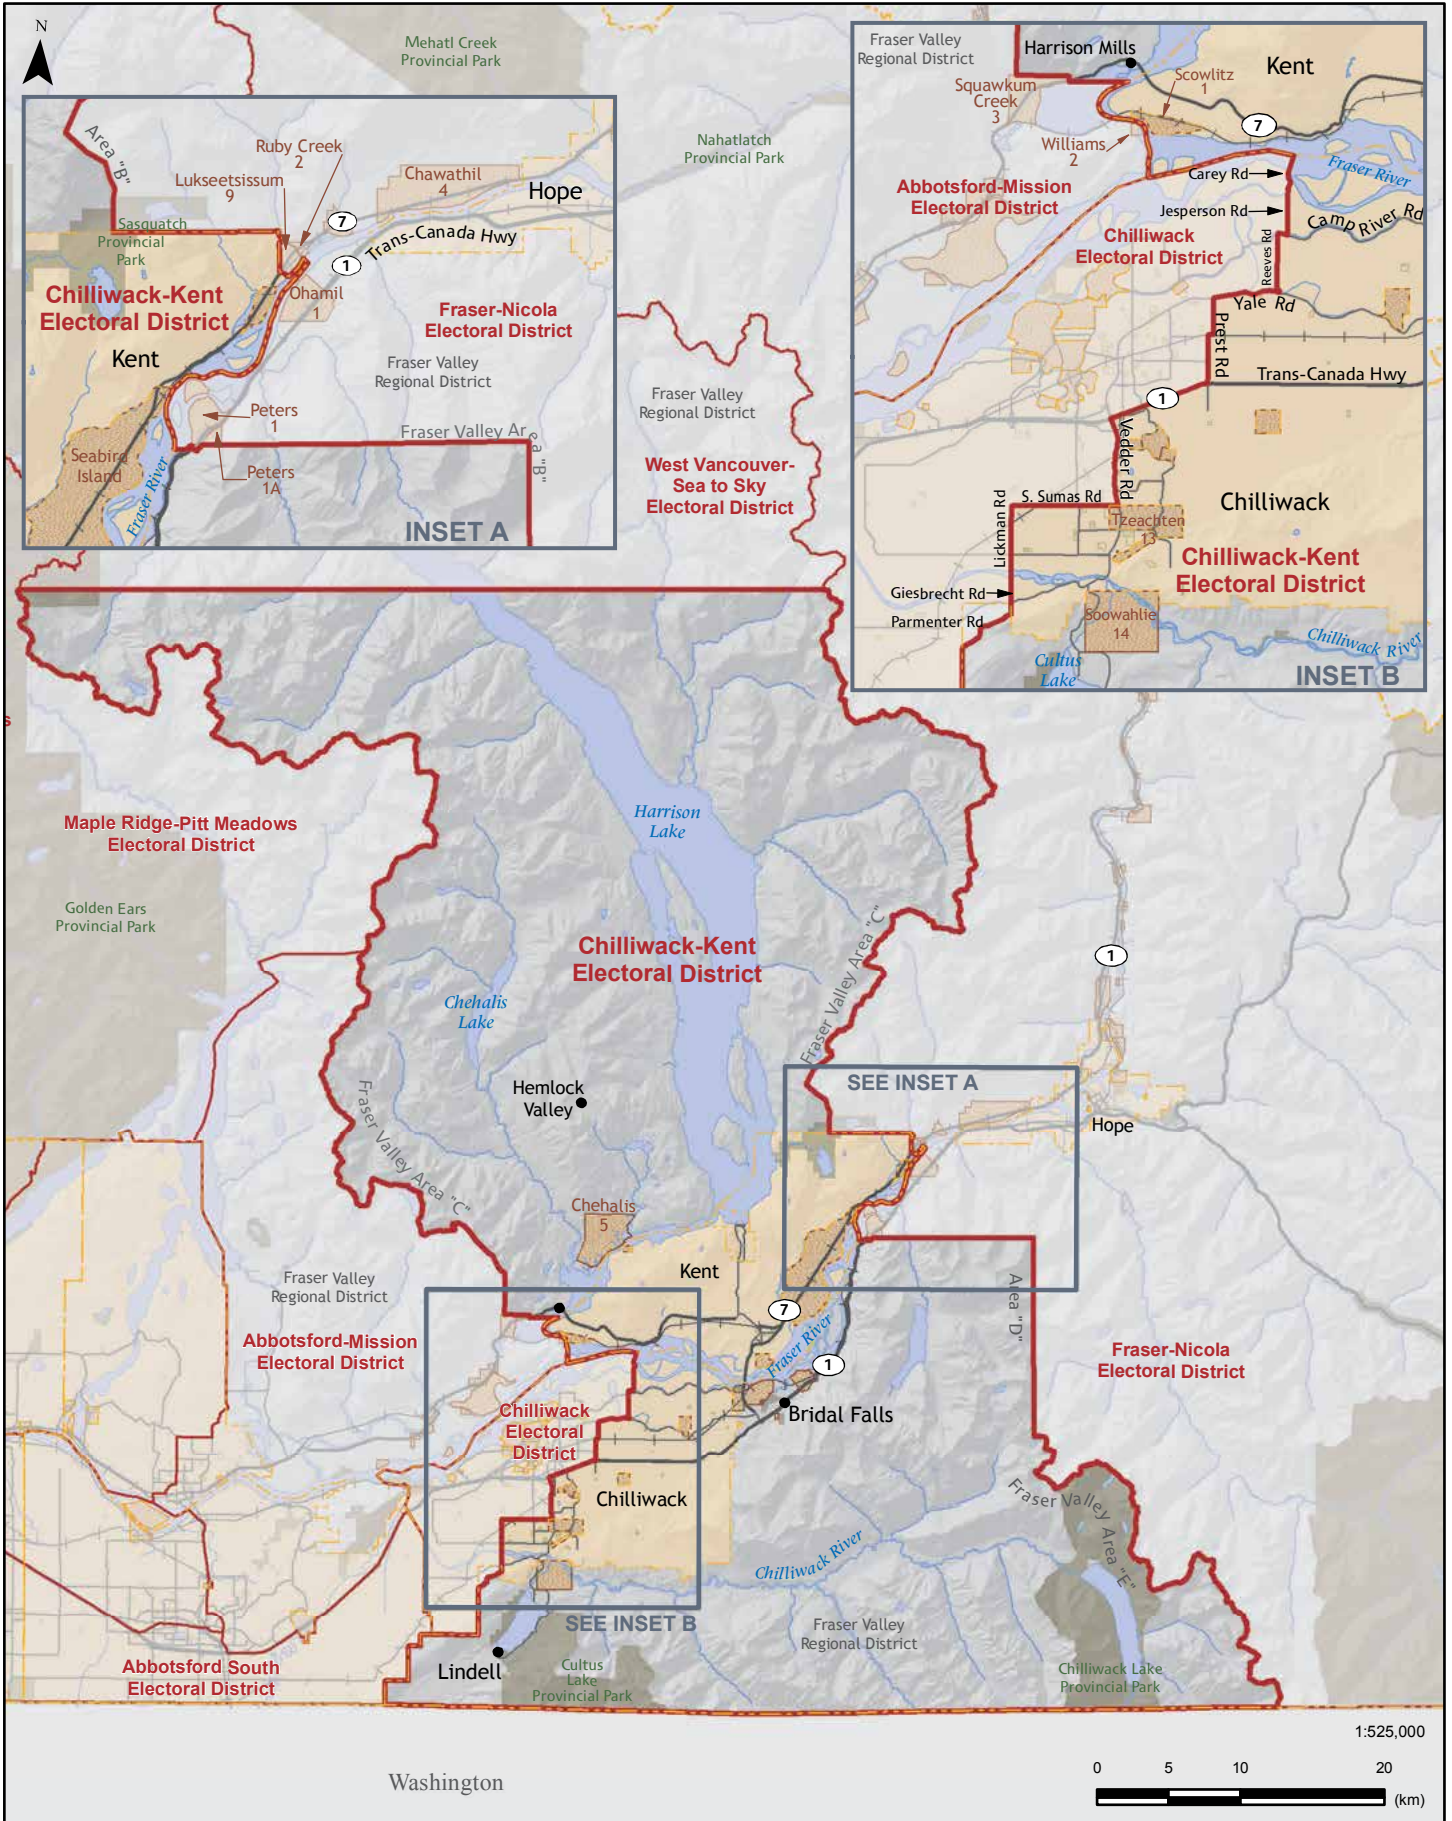 N
Mehatl Creek
Provincial Park
Nahatlatch
Provincial Park
Area "B"
Ruby Creek
2
Lukseetsissum
9
Chawathil
4
Hope
7
Trans-Canada Hwy
1
Sasquatch
Provincial
Park
Chilliwack-Kent
Electoral District
Ohamil
1
Fraser-Nicola
Electoral District
Kent
Fraser Valley
Regional District
Peters
1
Fraser Valley Area "B"
Seabird
Island
Peters
1A
Fraser River
INSET A
Fraser Valley
Regional District
Harrison Mills
Kent
Squawkum
Creek
3
Scowlitz
1
7
Williams
2
Fraser River
Carey Rd
Abbotsford-Mission
Electoral District
Jesperson Rd
Camp River Rd
Chilliwack
Electoral District
Reeves Rd
Yale Rd
Prest Rd
Trans-Canada Hwy
1
Vedder Rd
Chilliwack
S. Sumas Rd
Lickman Rd
Tzeachten
13
Chilliwack-Kent
Electoral District
Giesbrecht Rd
Parmenter Rd
Soowahlie
14
Chilliwack River
Cultus
Lake
INSET B
Fraser Valley
Regional District
West Vancouver-
Sea to Sky
Electoral District
s
Harrison
Lake
Maple Ridge-Pitt Meadows
Electoral District
Golden Ears
Provincial Park
Chilliwack-Kent
Electoral District
Fraser Valley Area "C"
1
Chehalis
Lake
Hemlock
Valley
SEE INSET A
Hope
Fraser Valley Area "C"
Chehalis
5
Kent
Fraser Valley
Regional District
Area "D"
7
Fraser River
Abbotsford-Mission
Electoral District
1
Fraser-Nicola
Electoral District
Chilliwack
Electoral
District
Bridal Falls
Chilliwack
Fraser Valley Area "E"
Chilliwack River
SEE INSET B
Fraser Valley
Regional District
Lindell
Cultus
Lake
Provincial Park
Chilliwack Lake
Provincial Park
Abbotsford South
Electoral District
1:525,000
Washington
0 5 10 20
(km)